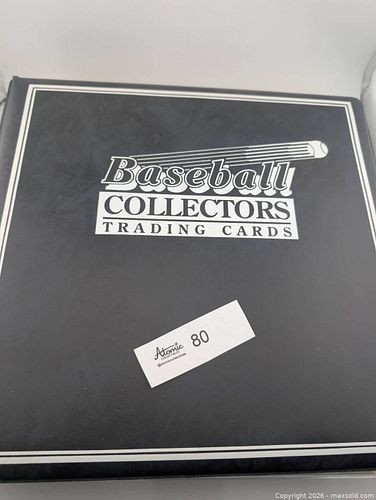 Baseball
COLLECTORS
TRADING CARDS
Atomic
80
Copyright 2026 - maxsold.com